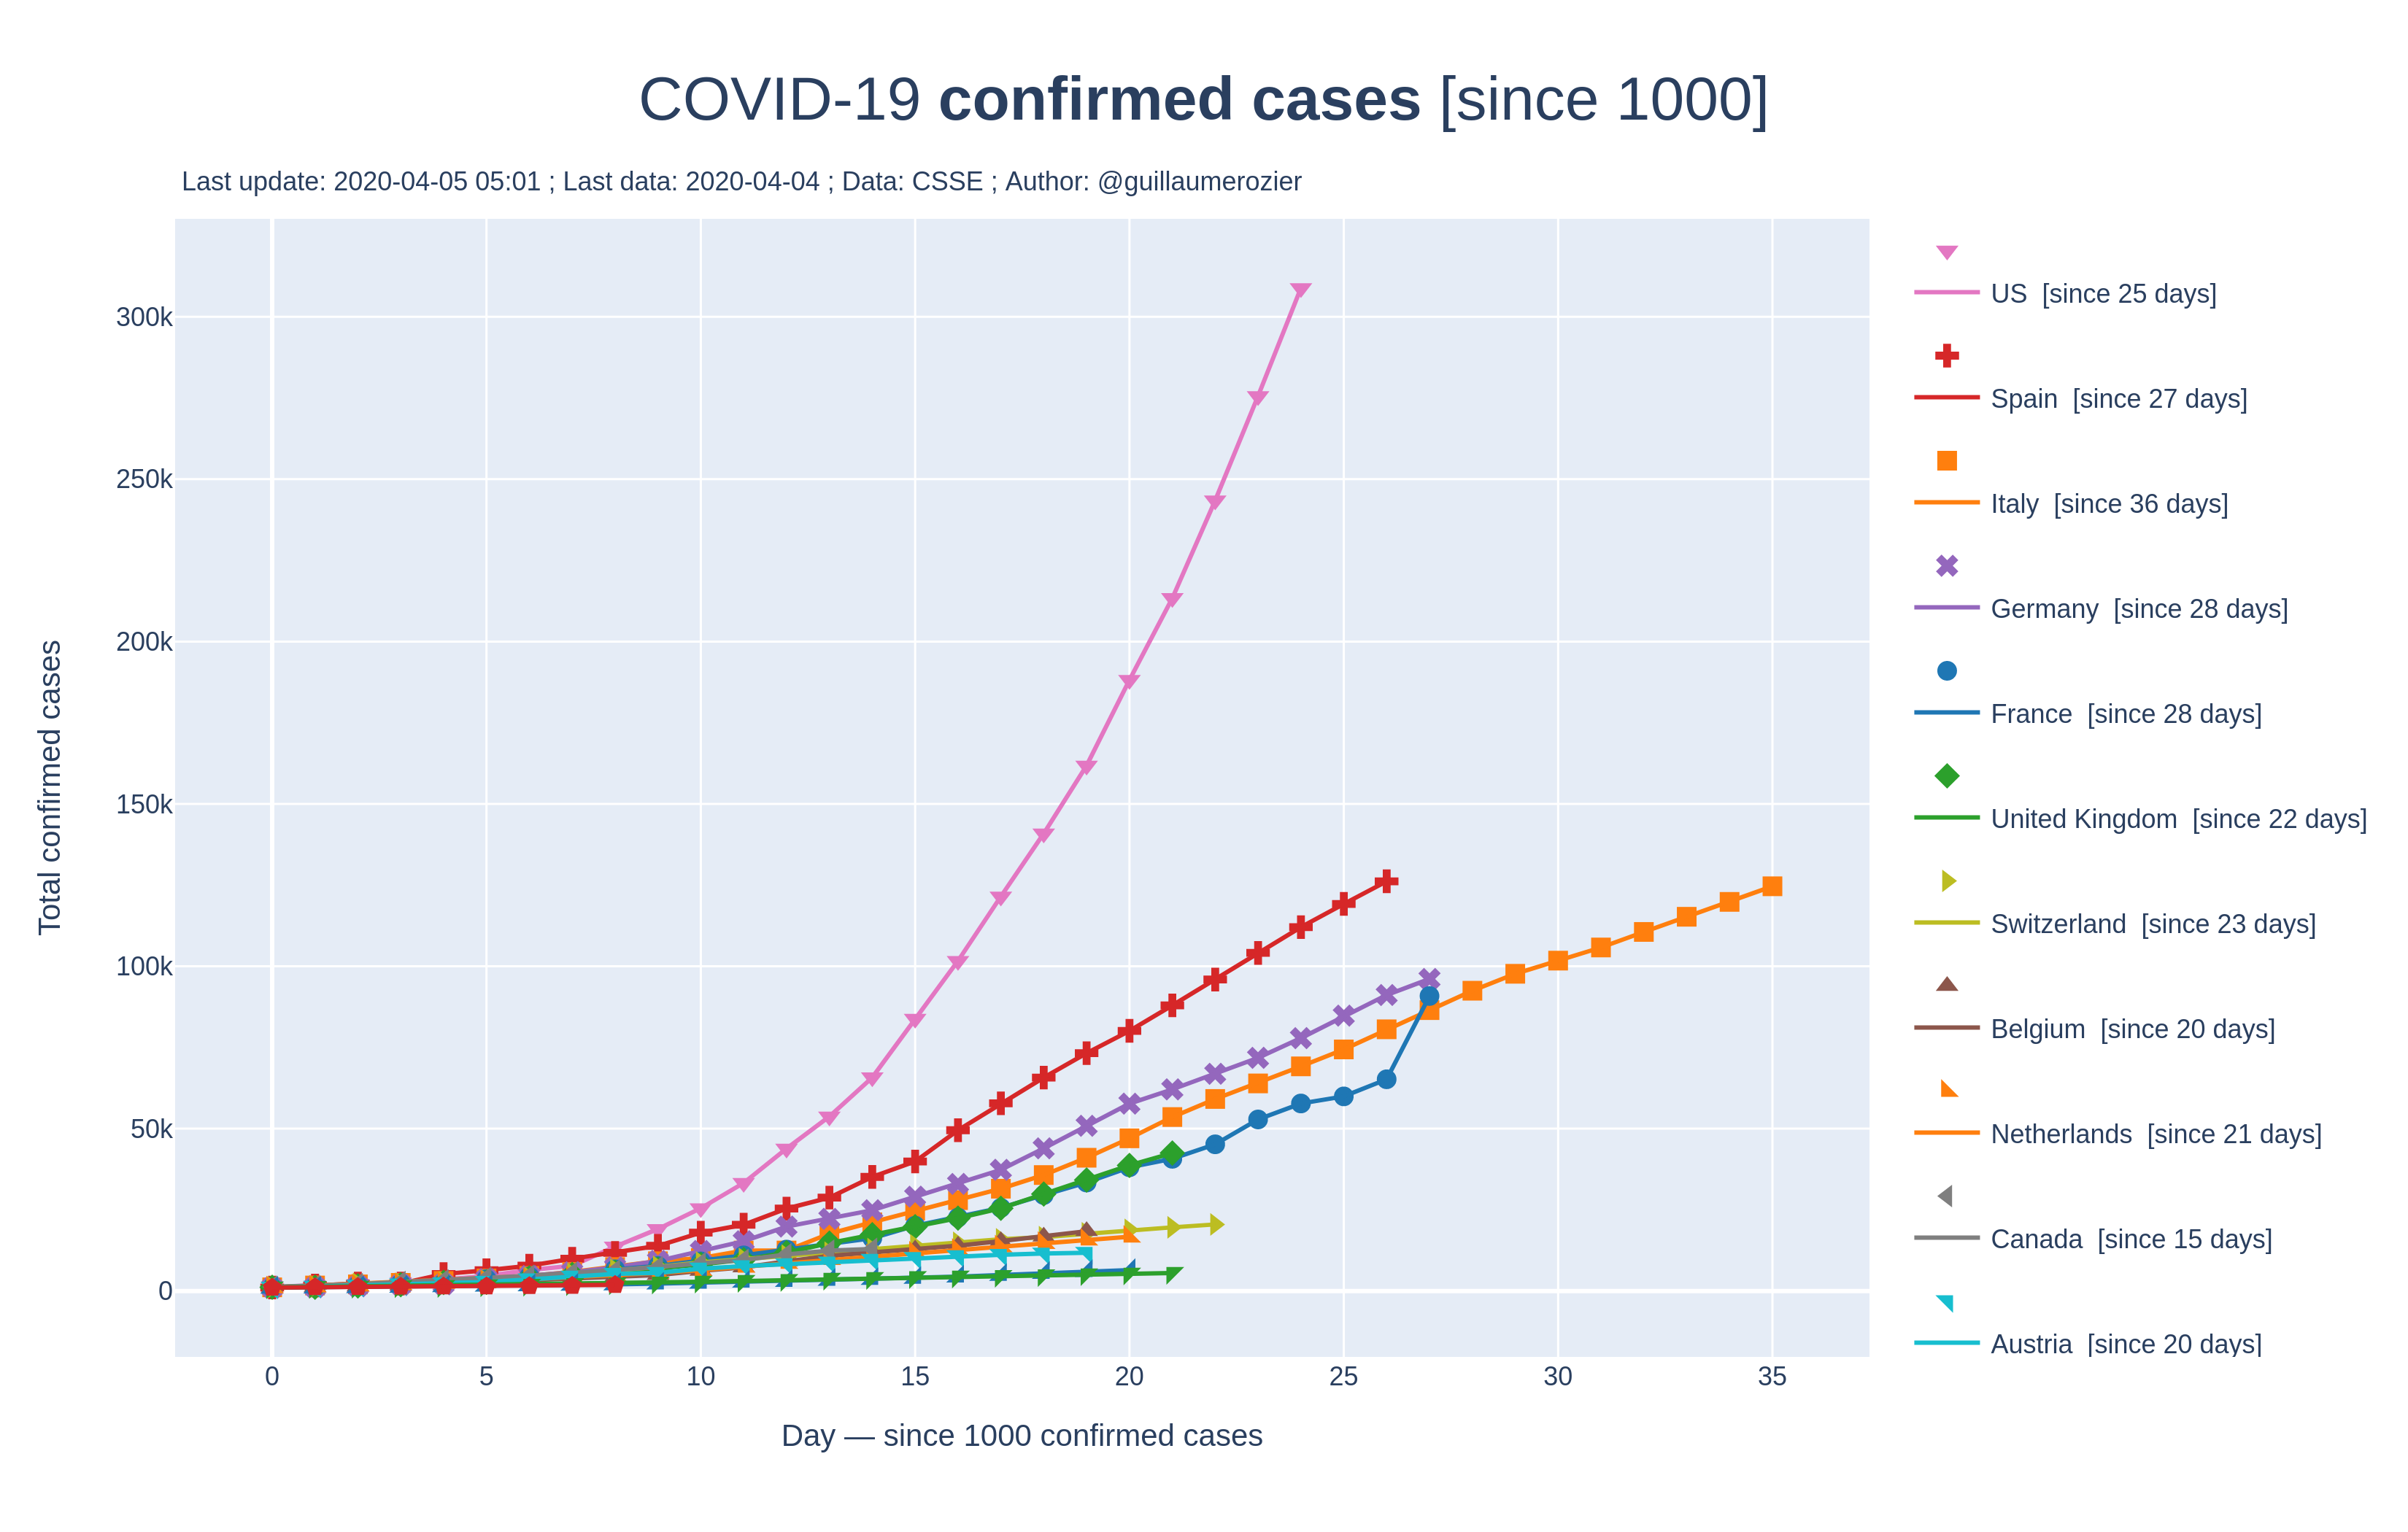 COVID-19 confirmed cases [since 1000]
Last update: 2020-04-05 05:01 ; Last data: 2020-04-04 ; Data: CSSE ; Author: @guillaumerozier
300k
250k
200k
150k
100k
50k
0
Total confirmed cases
0 5 10 15 20 25 30 35
Day — since 1000 confirmed cases
US [since 25 days]
Spain [since 27 days]
Italy [since 36 days]
Germany [since 28 days]
France [since 28 days]
United Kingdom [since 22 days]
Switzerland [since 23 days]
Belgium [since 20 days]
Netherlands [since 21 days]
Canada [since 15 days]
Austria [since 20 days]